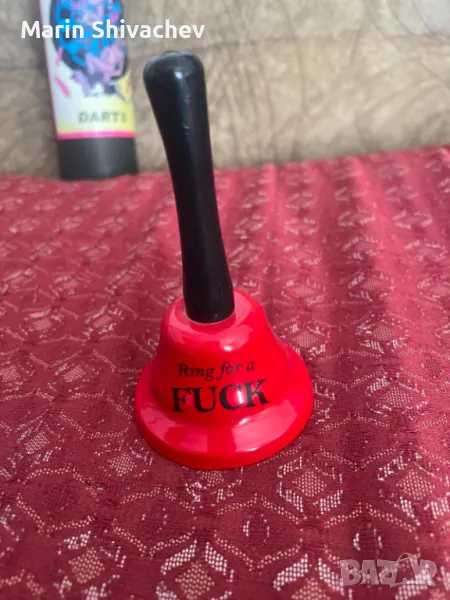 Marin Shivachev
DARTS
Ring for a
FUCK
BAZAR